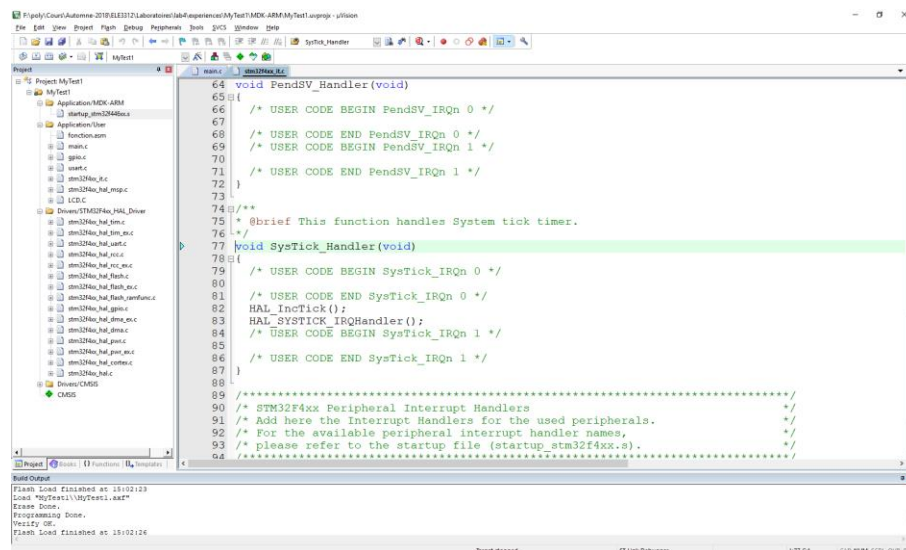 F:\poly\Cours\Automne-2018\ELE3312\Laboratoires\lab4\experiences\MyTest1\MDK-ARM\MyTest1.uvprojx - µVision
File Edit View Project Flash Debug Peripherals Tools SVCS Window Help
SysTick_Handler
MyTest1
Project
Project: MyTest1
MyTest1
Application/MDK-ARM
startup_stm32f446xx.s
Application/User
fonction.asm
main.c
gpio.c
usart.c
stm32f4xx_it.c
stm32f4xx_hal_msp.c
LCD.C
Drivers/STM32F4xx_HAL_Driver
stm32f4xx_hal_tim.c
stm32f4xx_hal_tim_ex.c
stm32f4xx_hal_uart.c
stm32f4xx_hal_rcc.c
stm32f4xx_hal_rcc_ex.c
stm32f4xx_hal_flash.c
stm32f4xx_hal_flash_ex.c
stm32f4xx_hal_flash_ramfunc.c
stm32f4xx_hal_gpio.c
stm32f4xx_hal_dma_ex.c
stm32f4xx_hal_dma.c
stm32f4xx_hal_pwr.c
stm32f4xx_hal_pwr_ex.c
stm32f4xx_hal_cortex.c
stm32f4xx_hal.c
Drivers/CMSIS
CMSIS
Project Books Functions Templates
main.c stm32f4xx_it.c
64 void PendSV_Handler(void)
65 {
66 /* USER CODE BEGIN PendSV_IRQn 0 */
67
68 /* USER CODE END PendSV_IRQn 0 */
69 /* USER CODE BEGIN PendSV_IRQn 1 */
70
71 /* USER CODE END PendSV_IRQn 1 */
72 }
73
74 /**
75 * @brief This function handles System tick timer.
76 */
77 void SysTick_Handler(void)
78 {
79 /* USER CODE BEGIN SysTick_IRQn 0 */
80
81 /* USER CODE END SysTick_IRQn 0 */
82 HAL_IncTick();
83 HAL_SYSTICK_IRQHandler();
84 /* USER CODE BEGIN SysTick_IRQn 1 */
85
86 /* USER CODE END SysTick_IRQn 1 */
87 }
88
89 /******************************************************************************/
90 /* STM32F4xx Peripheral Interrupt Handlers */
91 /* Add here the Interrupt Handlers for the used peripherals. */
92 /* For the available peripheral interrupt handler names, */
93 /* please refer to the startup file (startup_stm32f4xx.s). */
94 /******************************************************************************/
Build Output
Flash Load finished at 15:02:23
Load "MyTest1\\MyTest1.axf"
Erase Done.
Programming Done.
Verify OK.
Flash Load finished at 15:02:26